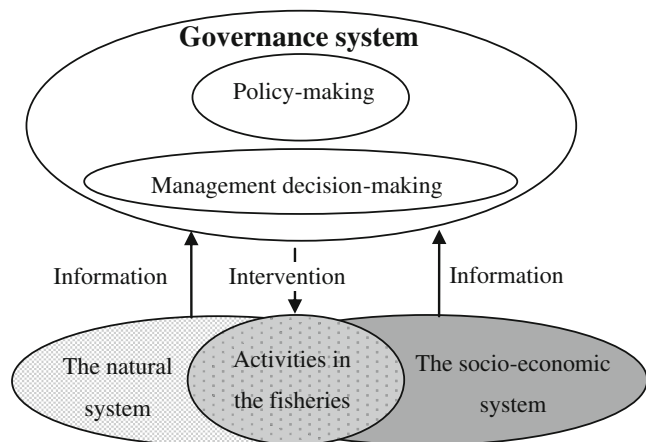 Governance system
Policy-making
Management decision-making
Information
Intervention
Information
The natural
system
Activities in
the fisheries
The socio-economic
system